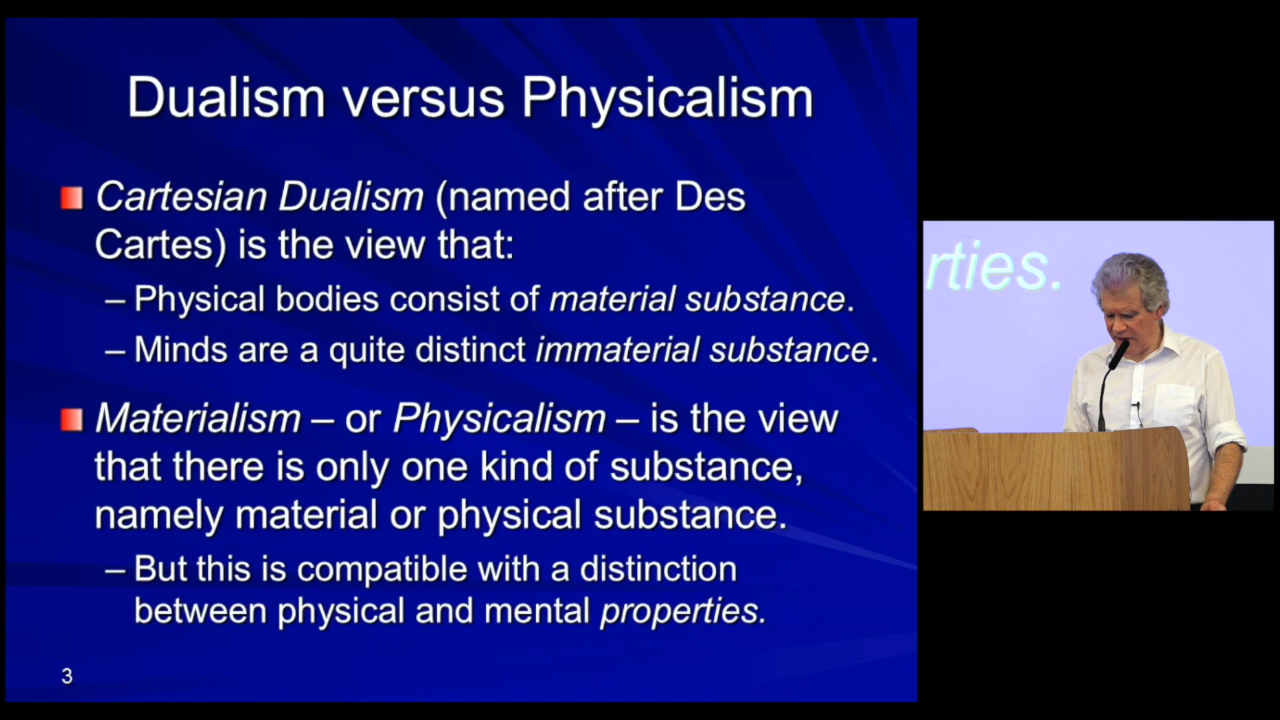 Dualism versus Physicalism
Cartesian Dualism (named after Des
Cartes) is the view that:
– Physical bodies consist of material substance.
– Minds are a quite distinct immaterial substance.
Materialism – or Physicalism – is the view
that there is only one kind of substance,
namely material or physical substance.
– But this is compatible with a distinction
between physical and mental properties.
3
rties.